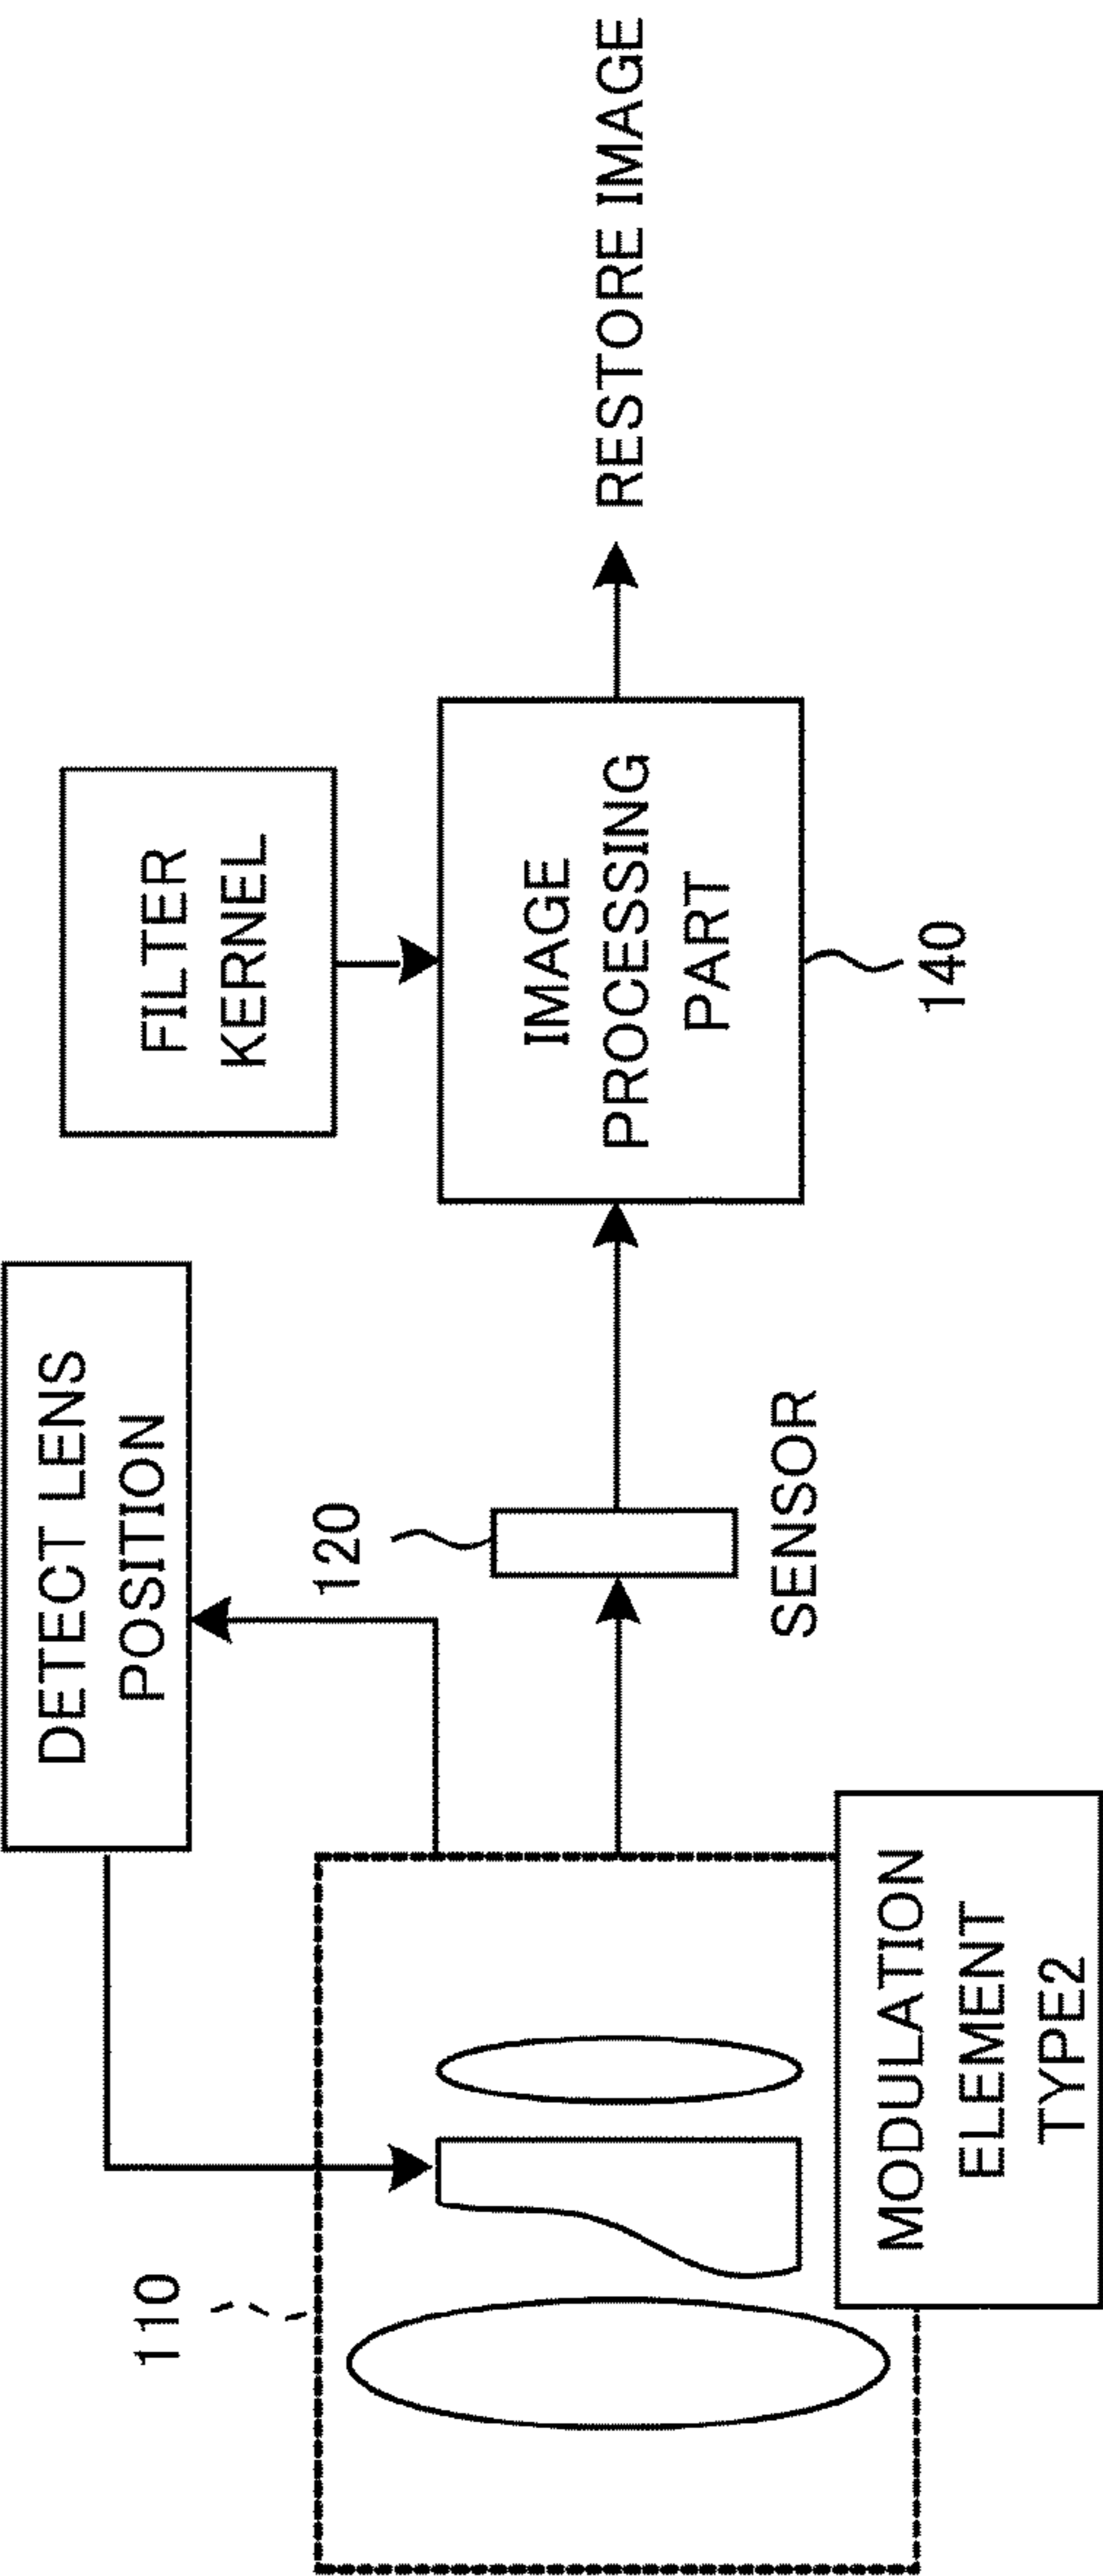 DETECT LENS
POSITION
FILTER
KERNEL
110
120
SENSOR
IMAGE
PROCESSING
PART
140
RESTORE IMAGE
MODULATION
ELEMENT
TYPE2